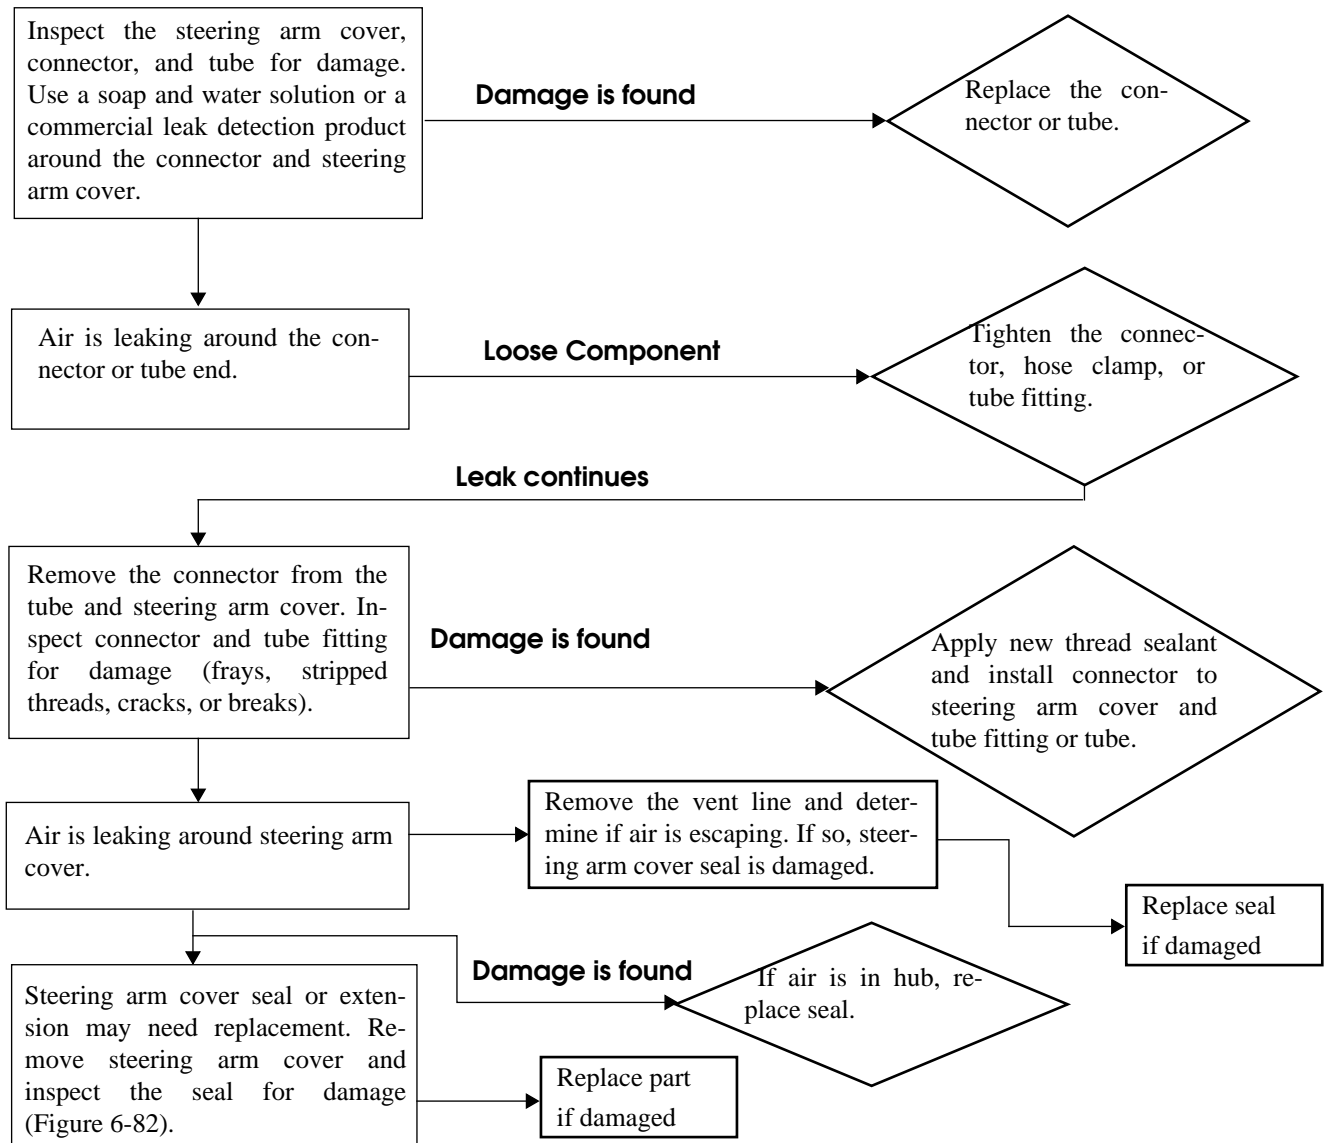 Inspect the steering arm cover,
connector, and tube for damage.
Use a soap and water solution or a
commercial leak detection product
around the connector and steering
arm cover.
Damage is found
Replace the con-
nector or tube.
Air is leaking around the con-
nector or tube end.
Loose Component
Tighten the connec-
tor, hose clamp, or
tube fitting.
Leak continues
Remove the connector from the
tube and steering arm cover. In-
spect connector and tube fitting
for damage (frays, stripped
threads, cracks, or breaks).
Damage is found
Apply new thread sealant
and install connector to
steering arm cover and
tube fitting or tube.
Air is leaking around steering arm
cover.
Remove the vent line and deter-
mine if air is escaping. If so, steer-
ing arm cover seal is damaged.
Replace seal
if damaged
Damage is found
If air is in hub, re-
place seal.
Steering arm cover seal or exten-
sion may need replacement. Re-
move steering arm cover and
inspect the seal for damage
(Figure 6-82).
Replace part
if damaged